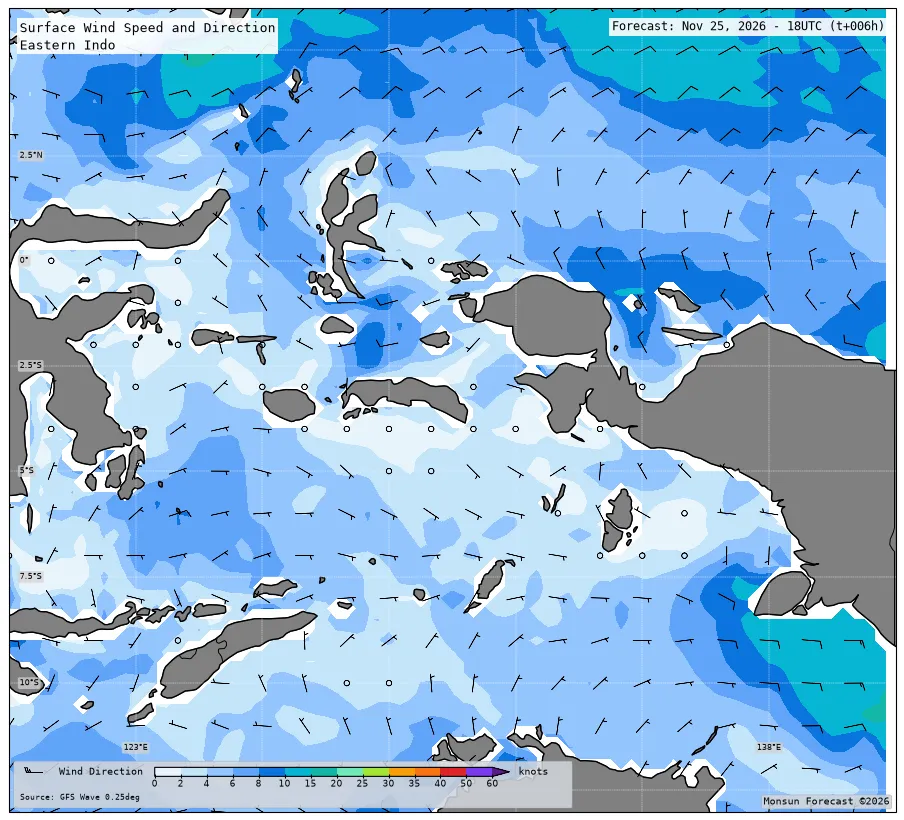 Surface Wind Speed and Direction
Eastern Indo
Forecast: Nov 25, 2026 - 18UTC (t+006h)
2.5°N
0°
2.5°S
5°S
7.5°S
10°S
123°E
138°E
Wind Direction
knots
0 2 4 6 8 10 15 20 25 30 35 40 50 60
Source: GFS Wave 0.25deg
Monsun Forecast ©2026